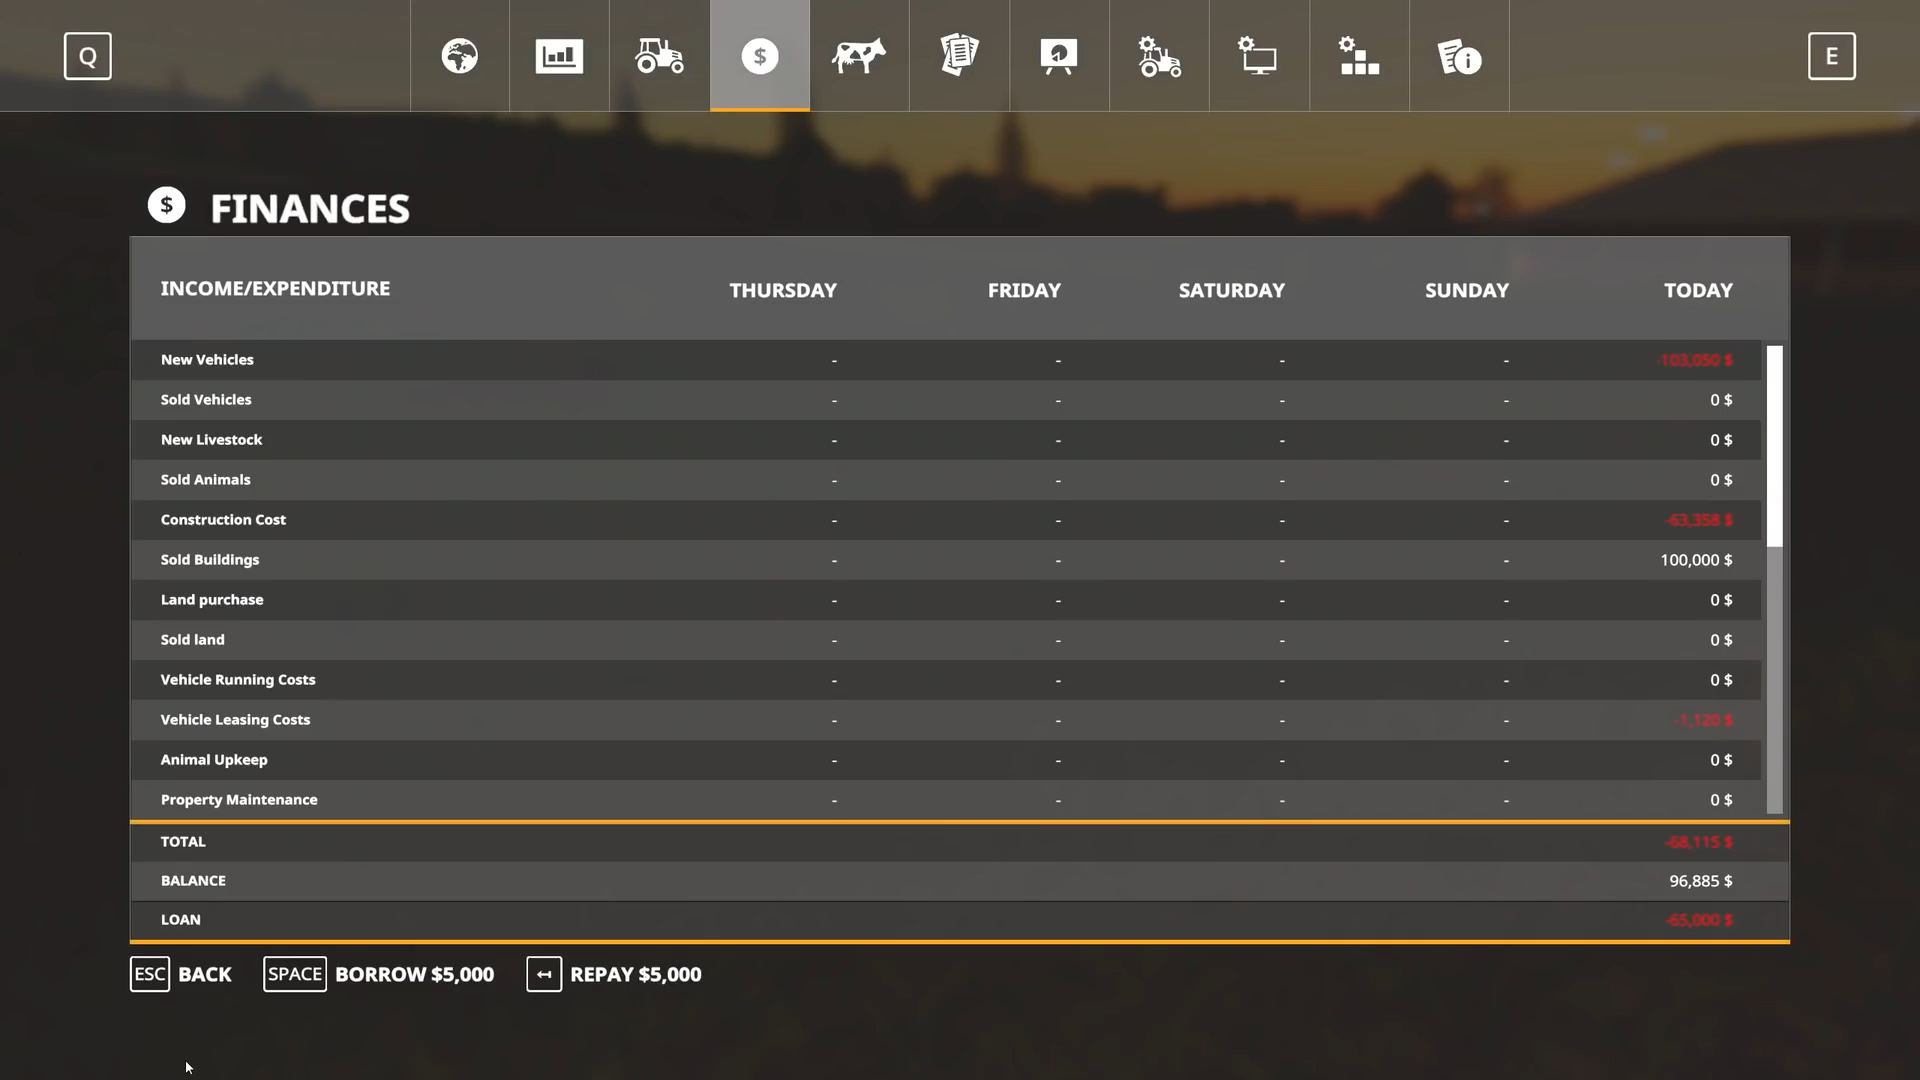 Q
$
E
$ FINANCES
INCOME/EXPENDITURE THURSDAY FRIDAY SATURDAY SUNDAY TODAY
New Vehicles - - - - -103,050 $
Sold Vehicles - - - - 0 $
New Livestock - - - - 0 $
Sold Animals - - - - 0 $
Construction Cost - - - - -63,358 $
Sold Buildings - - - - 100,000 $
Land purchase - - - - 0 $
Sold land - - - - 0 $
Vehicle Running Costs - - - - 0 $
Vehicle Leasing Costs - - - - -1,120 $
Animal Upkeep - - - - 0 $
Property Maintenance - - - - 0 $
TOTAL -68,115 $
BALANCE 96,885 $
LOAN -65,000 $
ESC BACK SPACE BORROW $5,000 REPAY $5,000